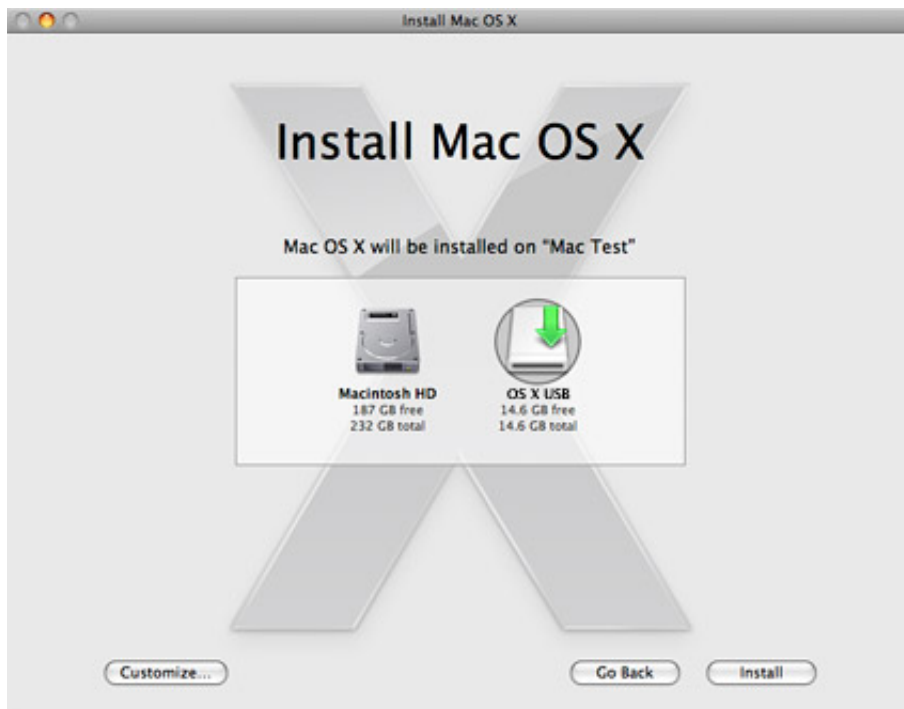 Install Mac OS X
Install Mac OS X
Mac OS X will be installed on “Mac Test”
Macintosh HD
187 GB free
232 GB total
OS X USB
14.6 GB free
14.6 GB total
Customize...
Go Back
Install